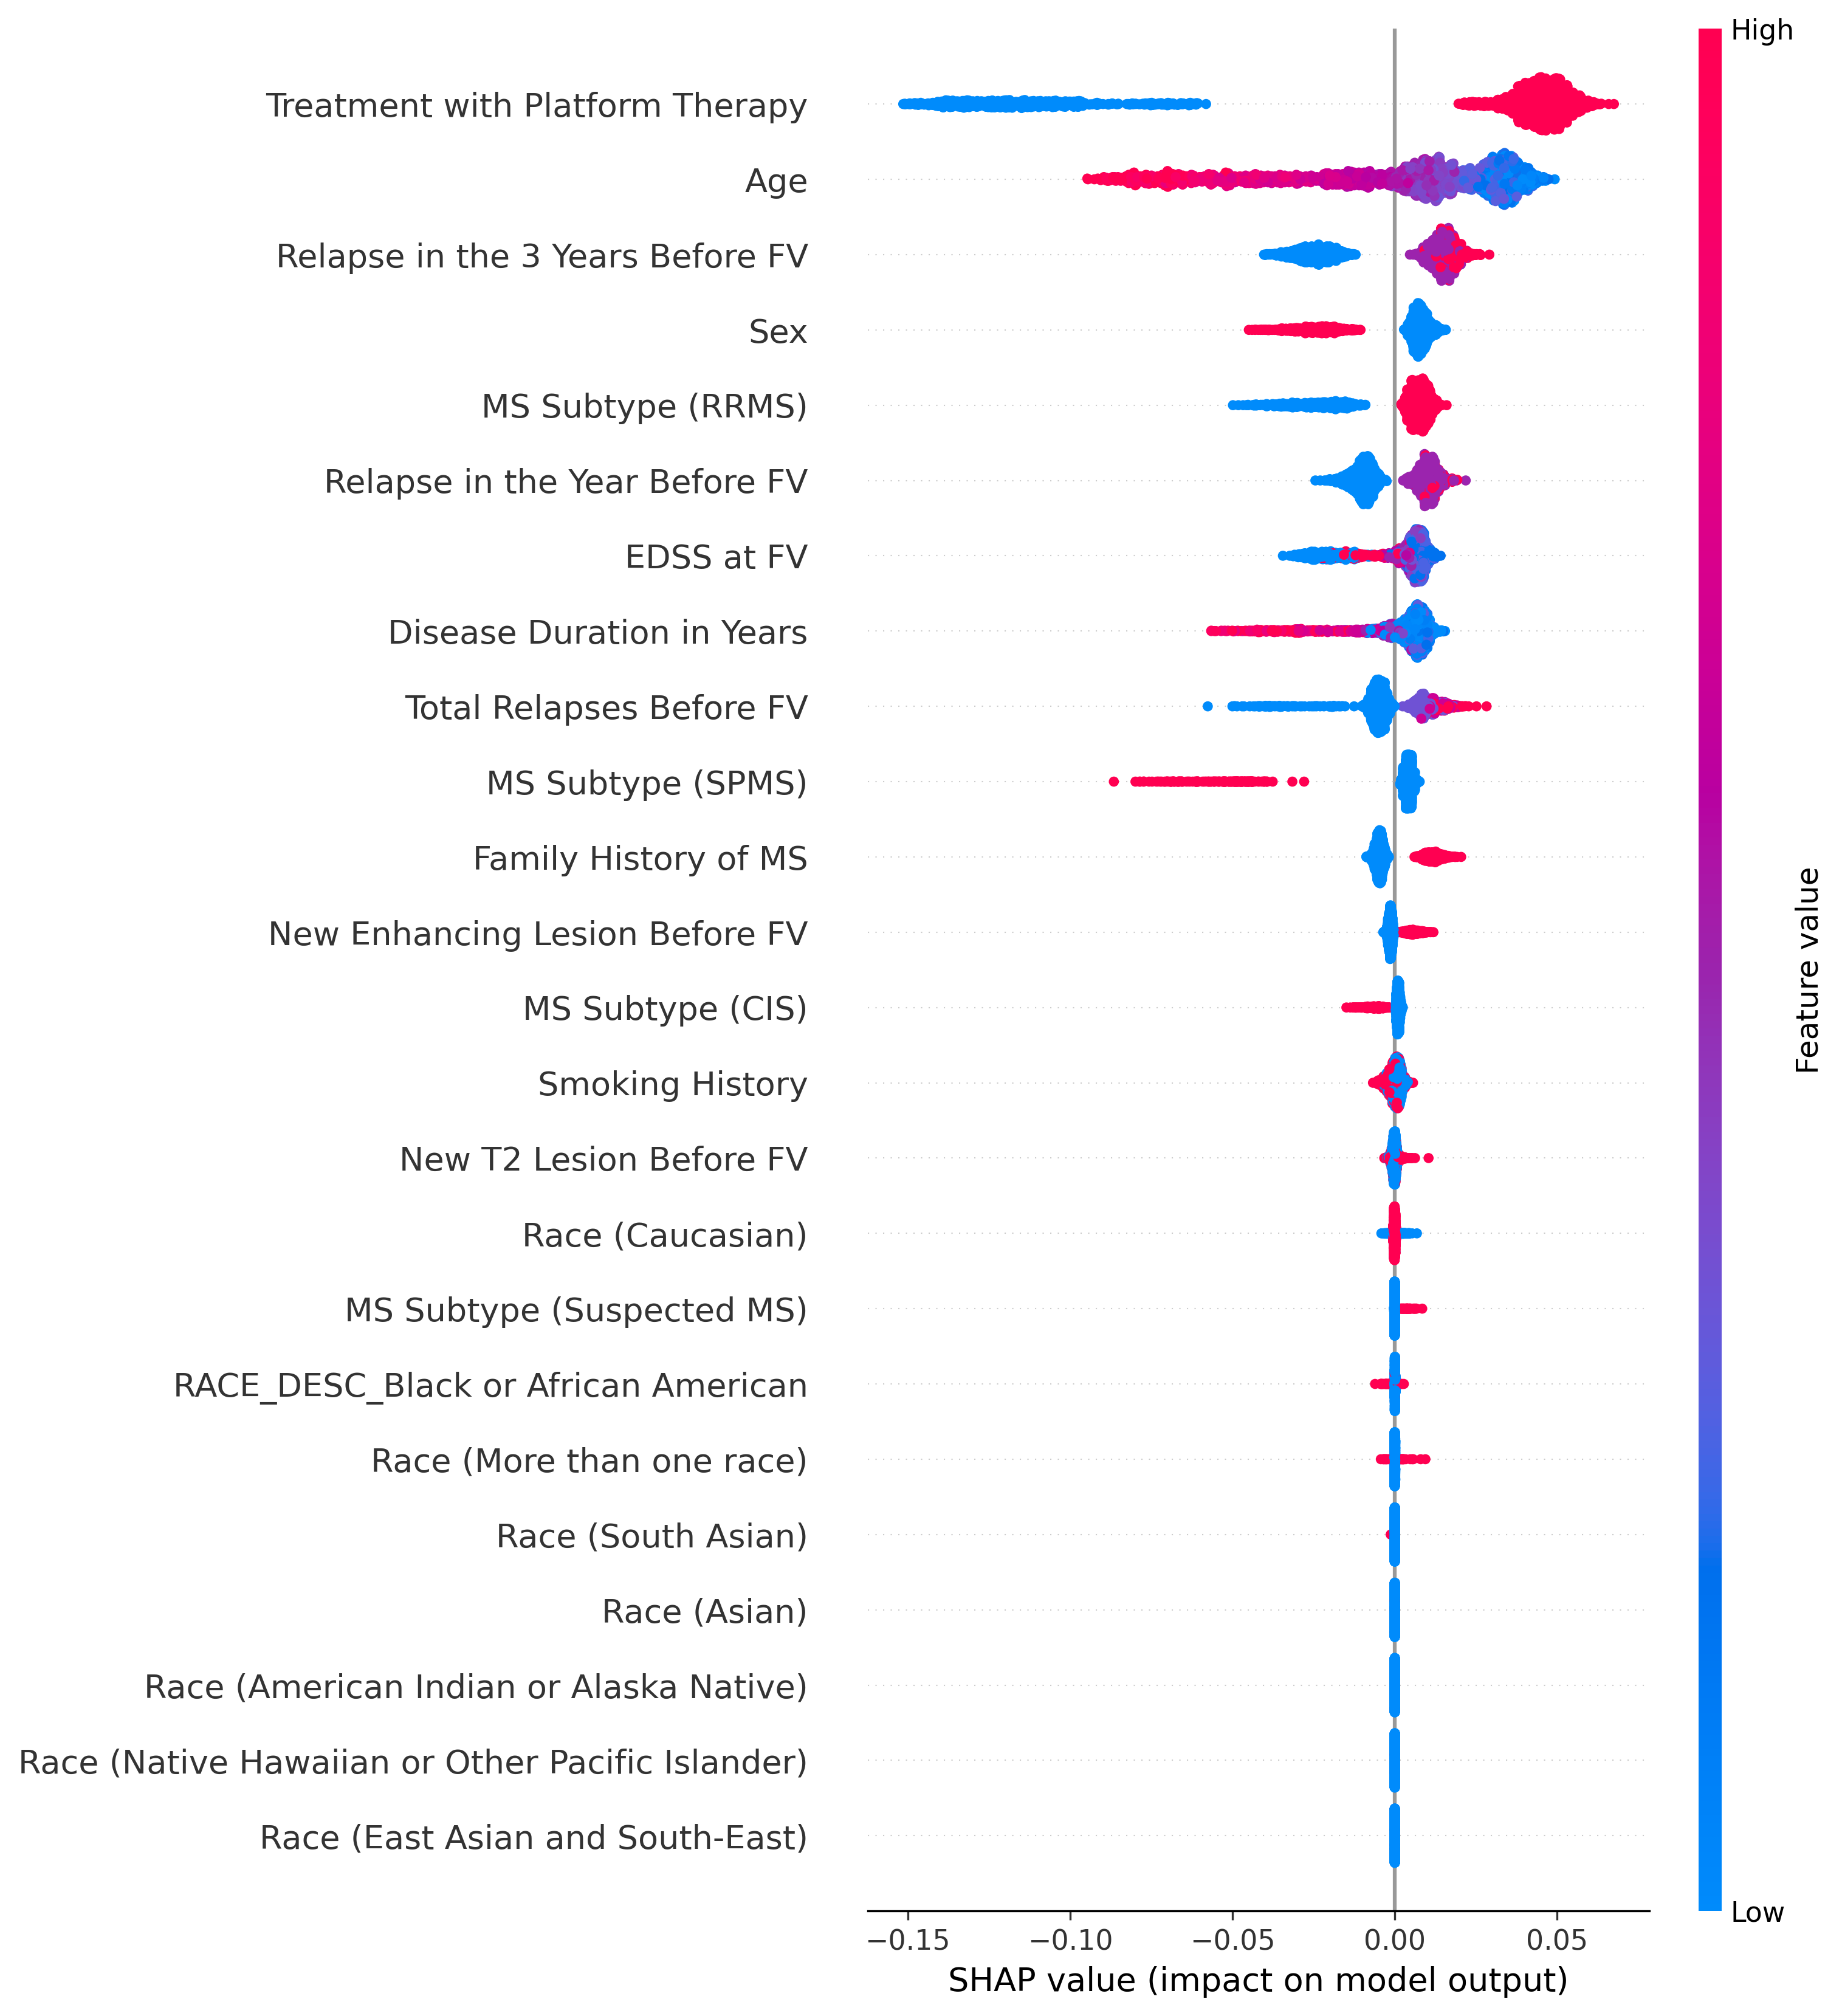 High
Treatment with Platform Therapy
Age
Relapse in the 3 Years Before FV
Sex
MS Subtype (RRMS)
Relapse in the Year Before FV
EDSS at FV
Disease Duration in Years
Total Relapses Before FV
MS Subtype (SPMS)
Family History of MS
New Enhancing Lesion Before FV
MS Subtype (CIS)
Smoking History
New T2 Lesion Before FV
Race (Caucasian)
MS Subtype (Suspected MS)
RACE_DESC_Black or African American
Race (More than one race)
Race (South Asian)
Race (Asian)
Race (American Indian or Alaska Native)
Race (Native Hawaiian or Other Pacific Islander)
Race (East Asian and South-East)
Feature value
Low
−0.15 −0.10 −0.05 0.00 0.05
SHAP value (impact on model output)